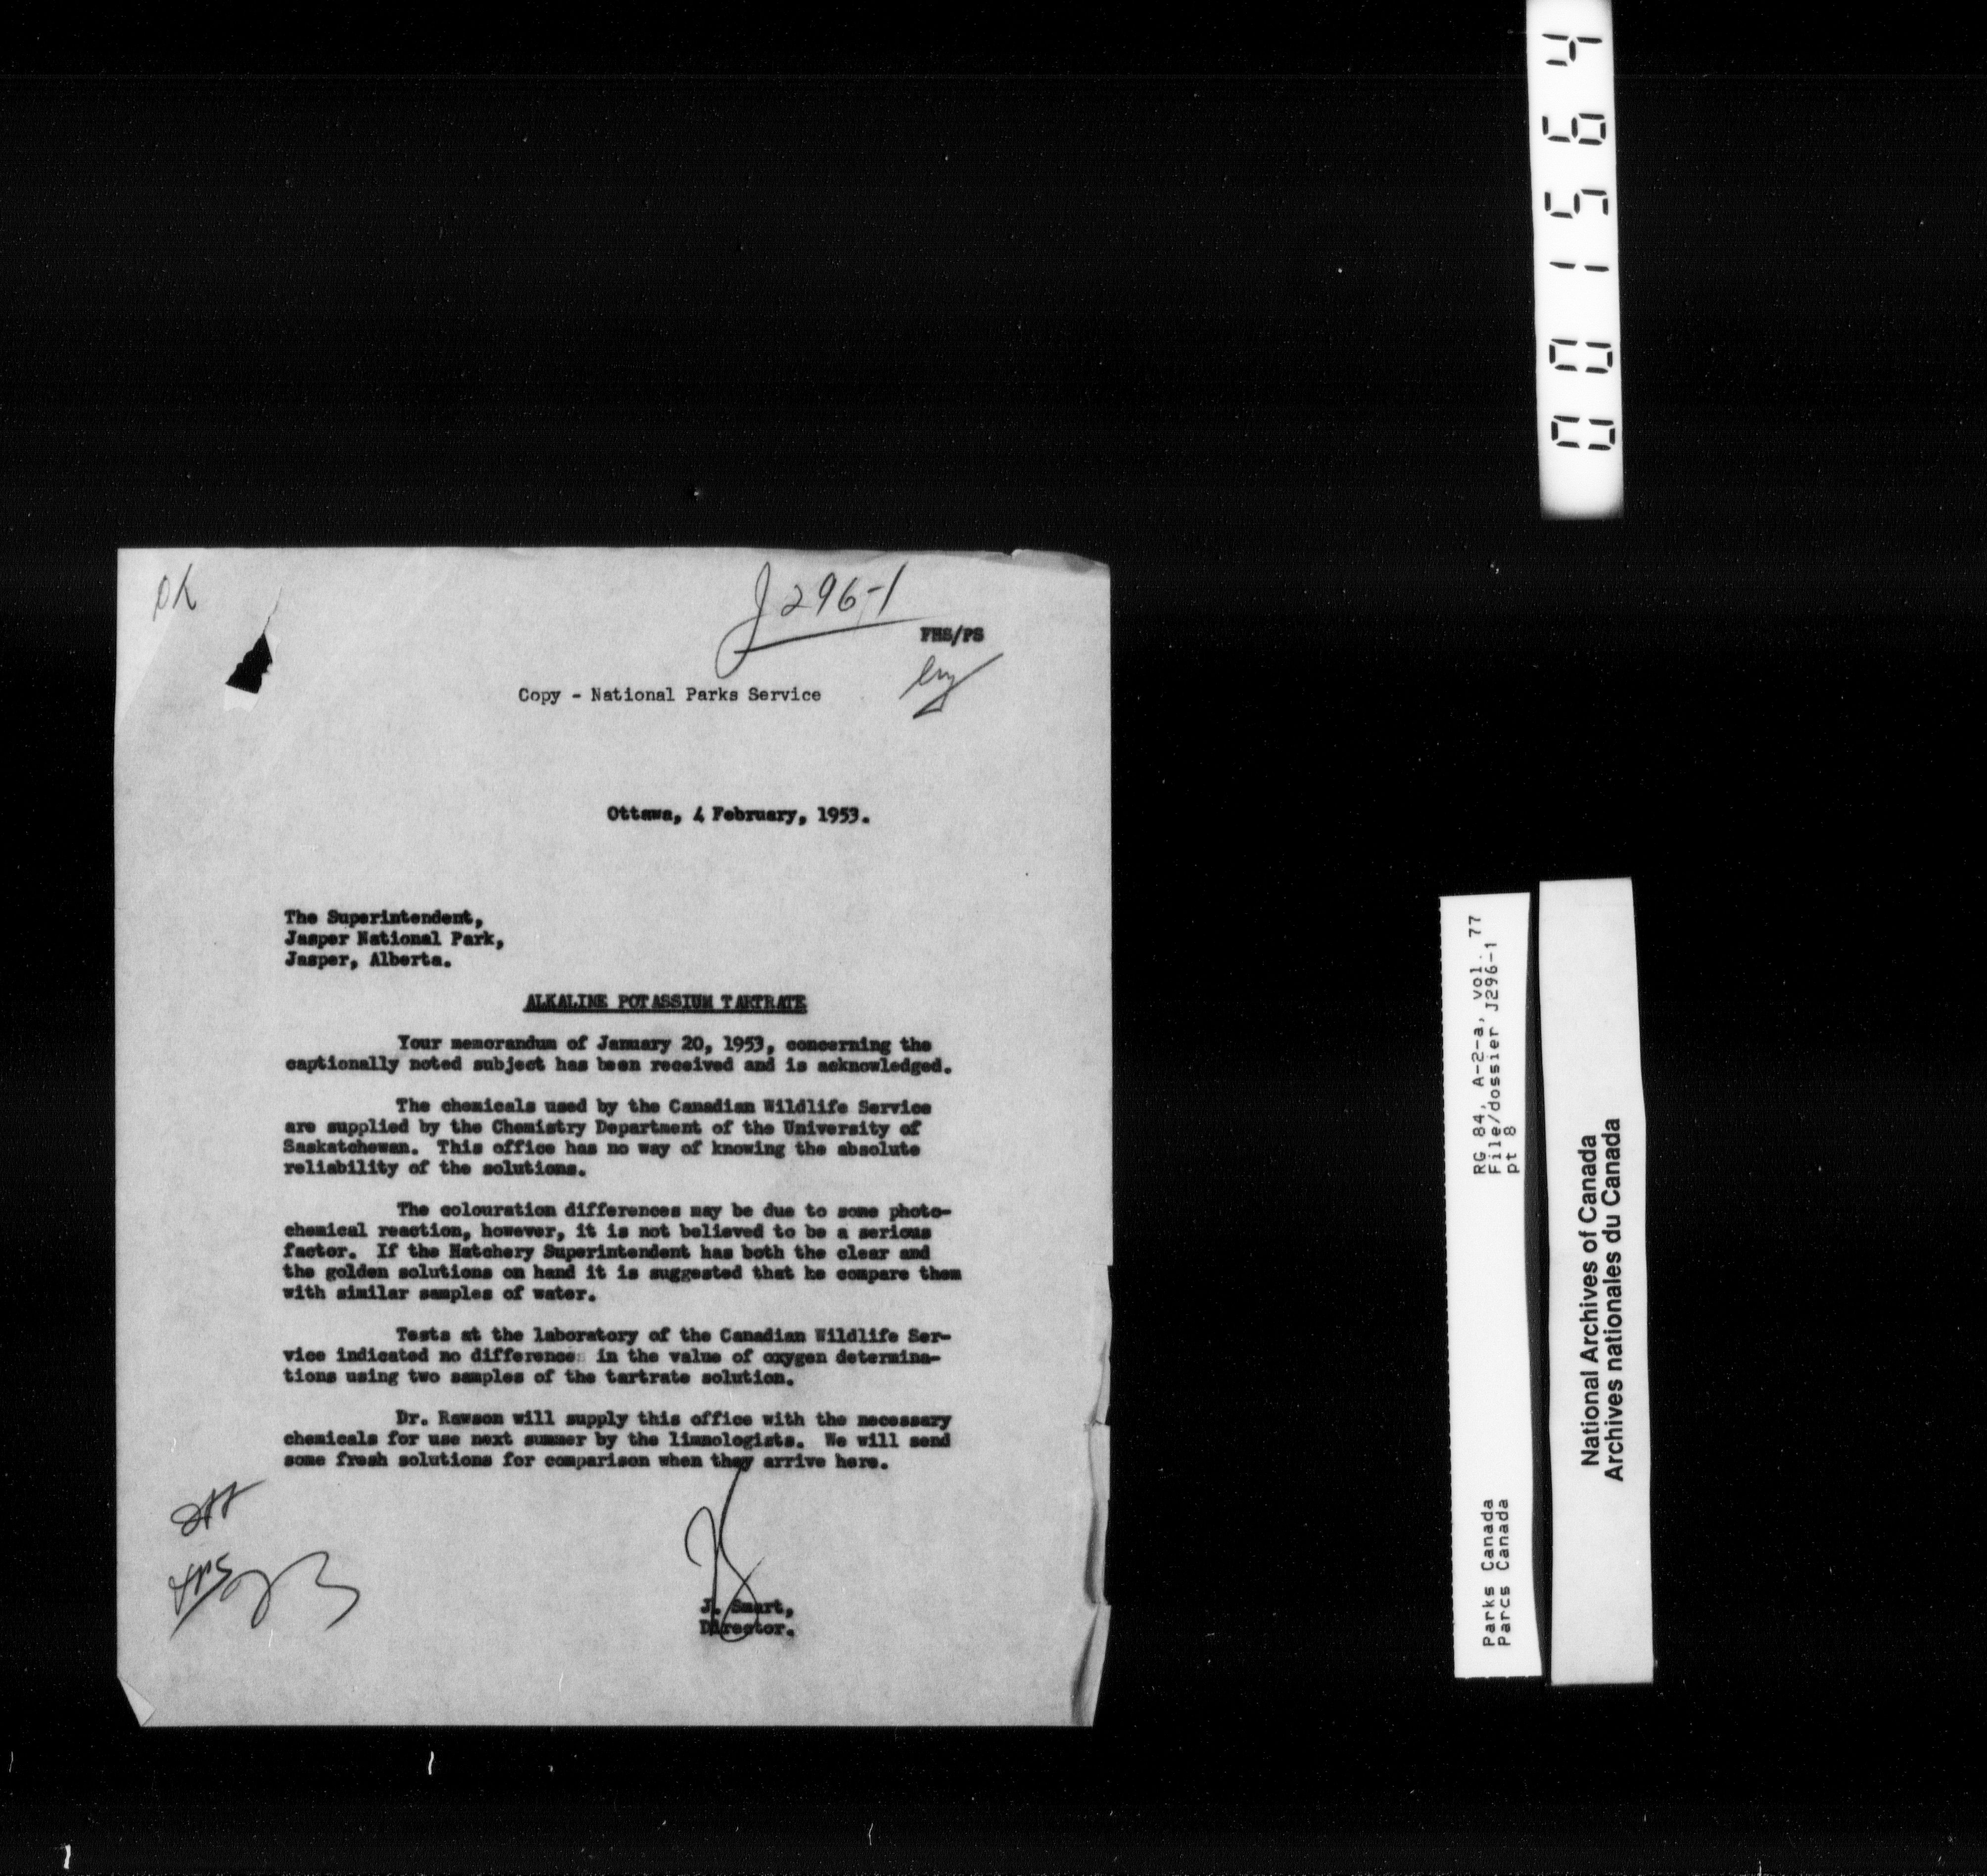 001564
OK
J296-1
FHS/PS
Copy - National Parks Service
Ottawa, 4 February, 1953.
The Superintendent,
Jasper National Park,
Jasper, Alberta.
ALKALINE POTASSIUM TARTRATE
Your memorandum of January 20, 1953, concerning the
captionally noted subject has been received and is acknowledged.
The chemicals used by the Canadian Wildlife Service
are supplied by the Chemistry Department of the University of
Saskatchewan. This office has no way of knowing the absolute
reliability of the solutions.
The colouration differences may be due to some photo-
chemical reaction, however, it is not believed to be a serious
factor. If the Hatchery Superintendent has both the clear and
the golden solutions on hand it is suggested that he compare them
with similar samples of water.
Tests at the laboratory of the Canadian Wildlife Ser-
vice indicated no difference in the value of oxygen determina-
tions using two samples of the tartrate solution.
Dr. Rawson will supply this office with the necessary
chemicals for use next summer by the limnologists. We will send
some fresh solutions for comparison when they arrive here.
J. Smart,
Director.
RG 84, A-2-a, vol. 77
File/dossier J296-1
pt 8
Parks Canada
Parcs Canada
National Archives of Canada
Archives nationales du Canada